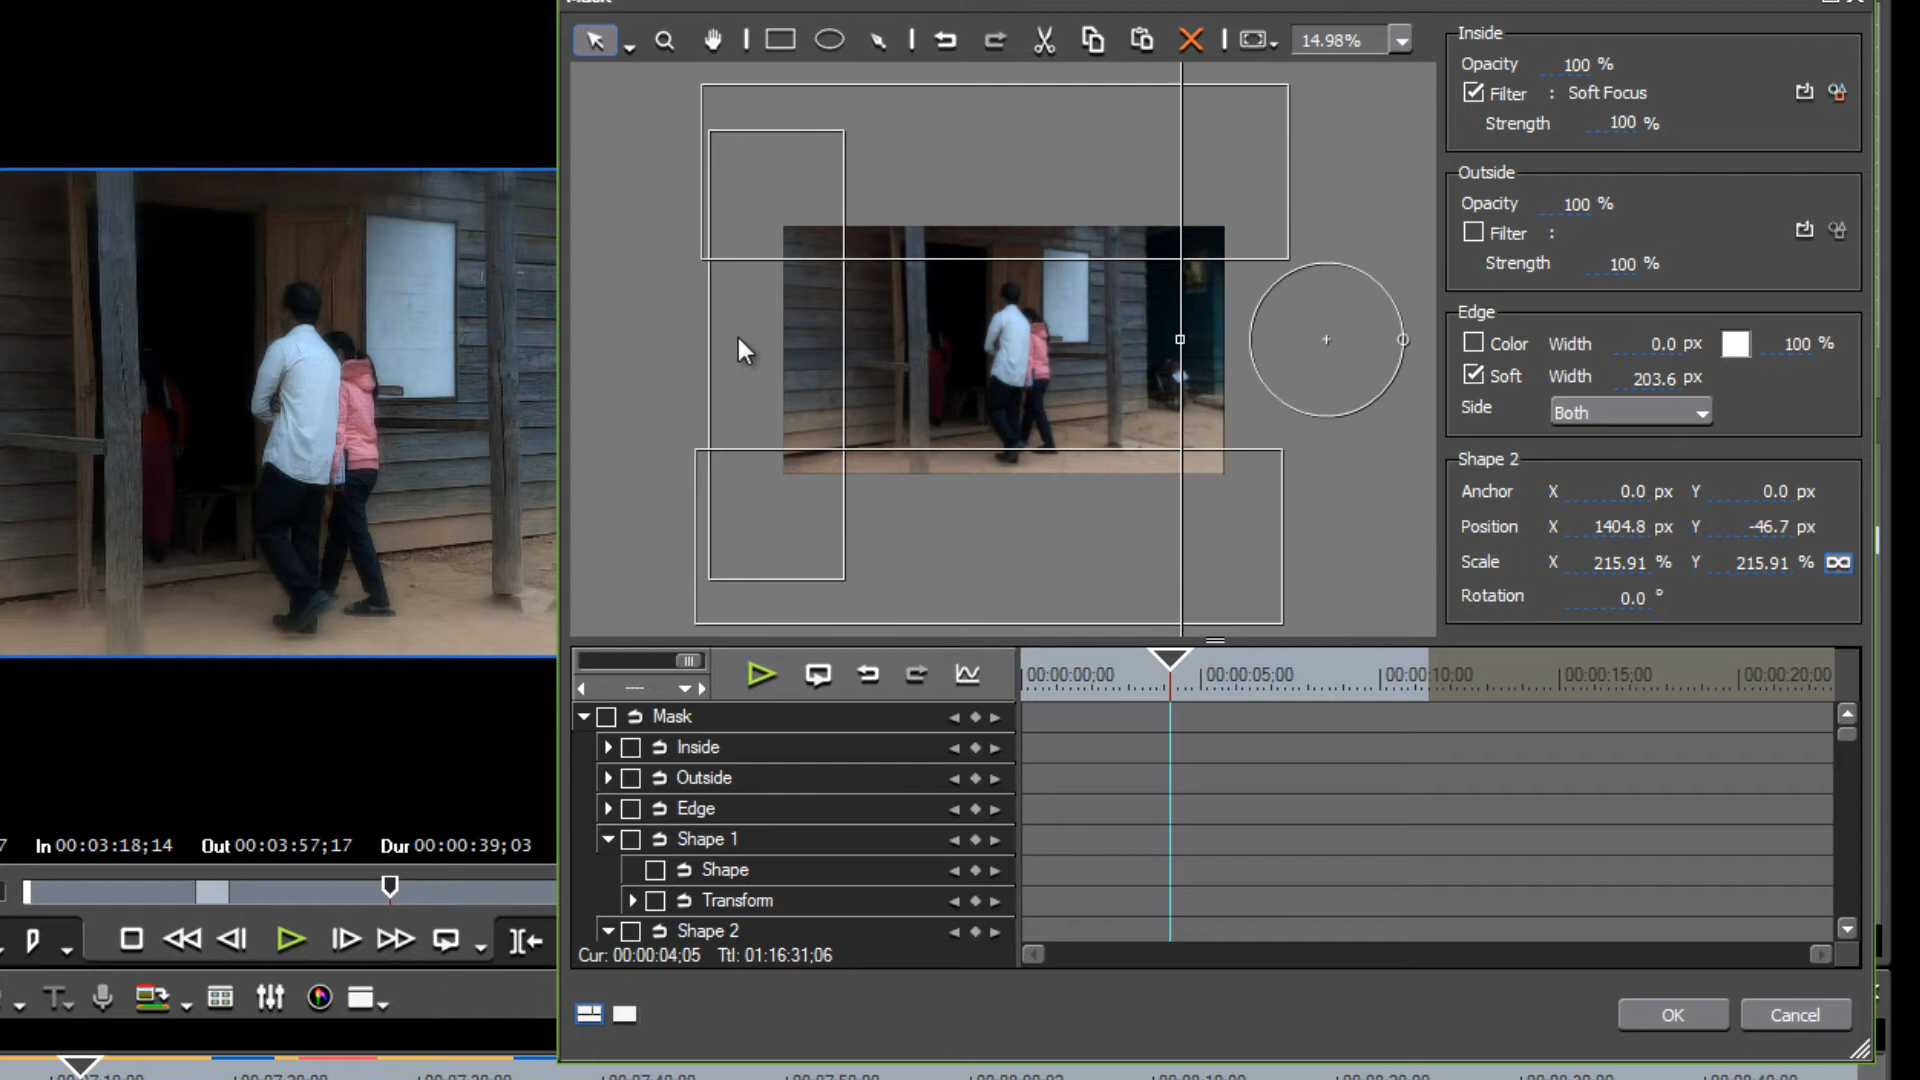 14.98%
Inside
Opacity 100 %
Filter : Soft Focus
Strength 100 %
Outside
Opacity 100 %
Filter :
Strength 100 %
Edge
Color Width 0.0 px 100 %
Soft Width 203.6 px
Side Both
Shape 2
Anchor X 0.0 px Y 0.0 px
Position X 1404.8 px Y -46.7 px
Scale X 215.91 % Y 215.91 %
Rotation 0.0 °
00:00:00;00 00:00:05;00 00:00:10;00 00:00:15;00 00:00:20;00
Mask
Inside
Outside
Edge
Shape 1
Shape
Transform
Shape 2
Cur: 00:00:04;05 Ttl: 01:16:31;06
In 00:03:18;14 Out 00:03:57;17 Dur 00:00:39;03
OK Cancel